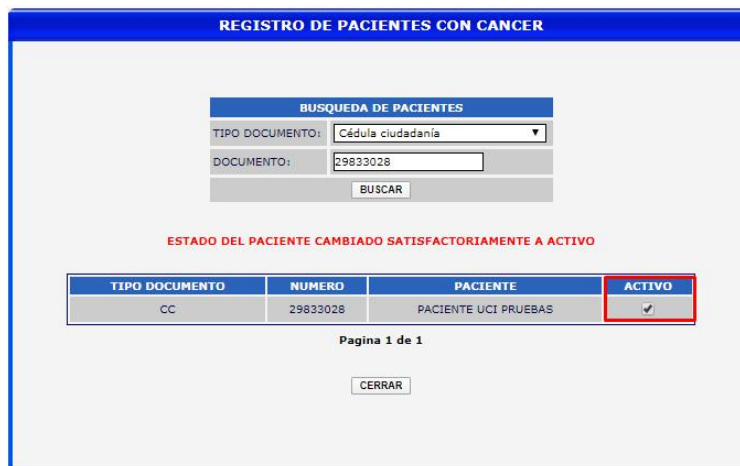 REGISTRO DE PACIENTES CON CANCER
BUSQUEDA DE PACIENTES
TIPO DOCUMENTO: Cédula ciudadanía
DOCUMENTO: 29833028
BUSCAR
ESTADO DEL PACIENTE CAMBIADO SATISFACTORIAMENTE A ACTIVO
TIPO DOCUMENTO NUMERO PACIENTE ACTIVO
CC 29833028 PACIENTE UCI PRUEBAS
Pagina 1 de 1
CERRAR